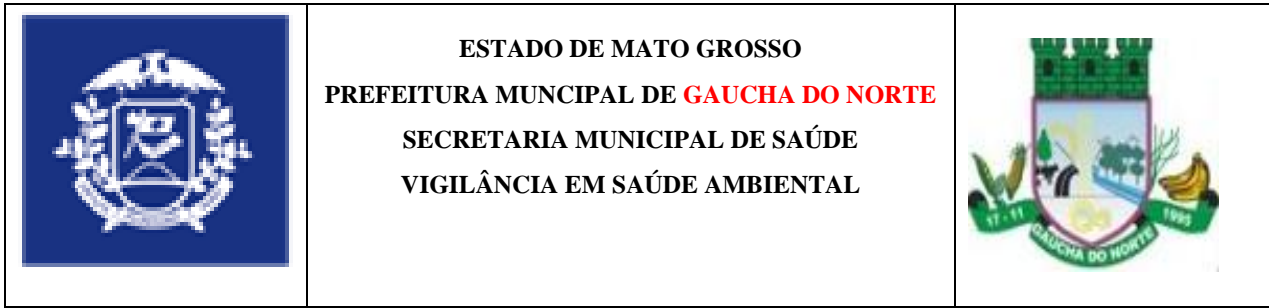 ESTADO DE MATO GROSSO
PREFEITURA MUNCIPAL DE GAUCHA DO NORTE
SECRETARIA MUNICIPAL DE SAÚDE
VIGILÂNCIA EM SAÚDE AMBIENTAL
17 - 11
1995
GAUCHA DO NORTE